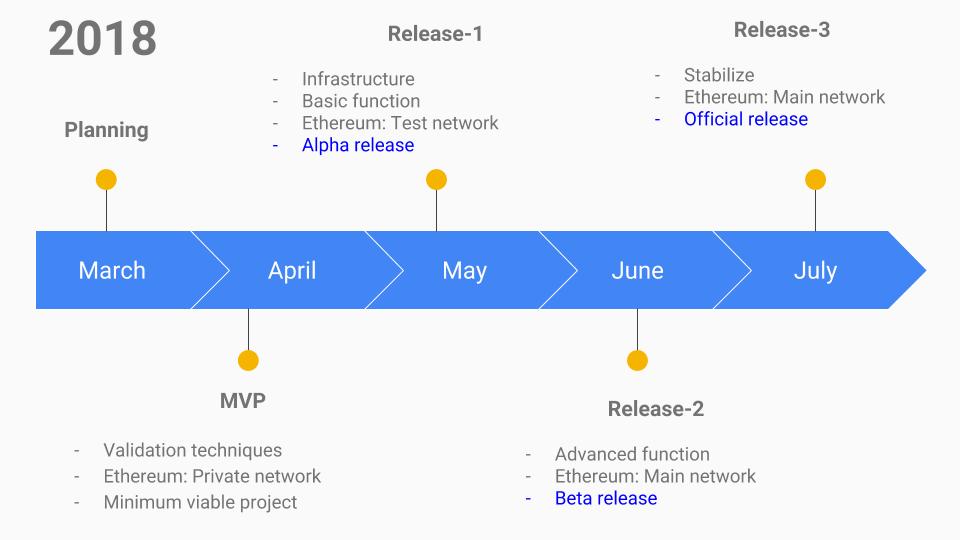 2018
Planning
Release-1
- Infrastructure
- Basic function
- Ethereum: Test network
- Alpha release
Release-3
- Stabilize
- Ethereum: Main network
- Official release
March
April
May
June
July
MVP
- Validation techniques
- Ethereum: Private network
- Minimum viable project
Release-2
- Advanced function
- Ethereum: Main network
- Beta release